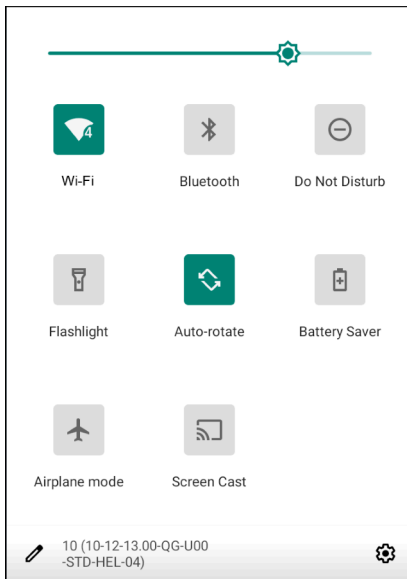 4
Wi-Fi
Bluetooth
Do Not Disturb
Flashlight
Auto-rotate
Battery Saver
Airplane mode
Screen Cast
10 (10-12-13.00-QG-U00
-STD-HEL-04)